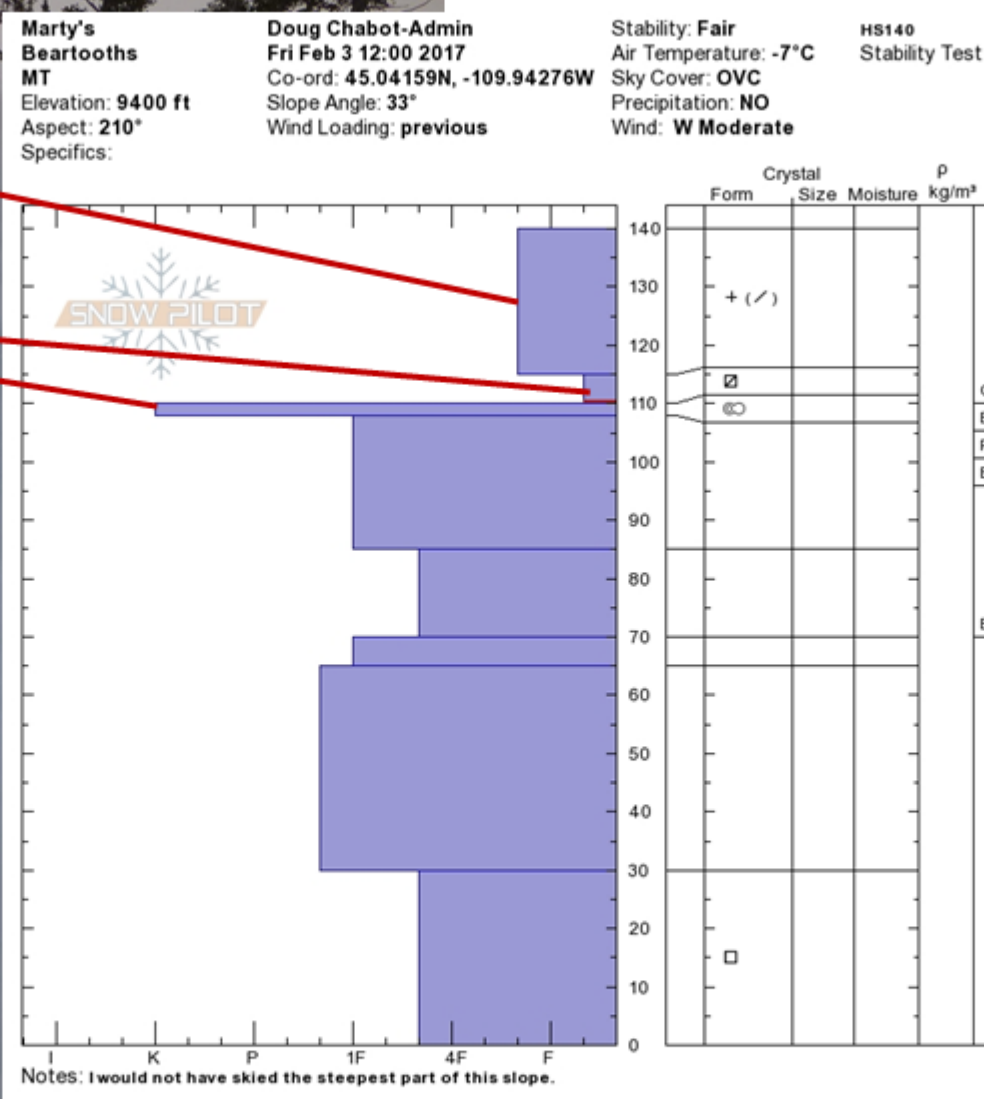 Marty's Doug Chabot-Admin Stability: Fair HS140
Beartooths Fri Feb 3 12:00 2017 Air Temperature: -7°C Stability Test
MT Co-ord: 45.04159N, -109.94276W Sky Cover: OVC
Elevation: 9400 ft Slope Angle: 33° Precipitation: NO
Aspect: 210° Wind Loading: previous Wind: W Moderate
Specifics:
Crystal ρ
Form Size Moisture kg/m³
SNOW PILOT
140
130
+ (/)
120
110
100
90
80
70
60
50
40
30
20
10
0
I K P 1F 4F F
Notes: I would not have skied the steepest part of this slope.